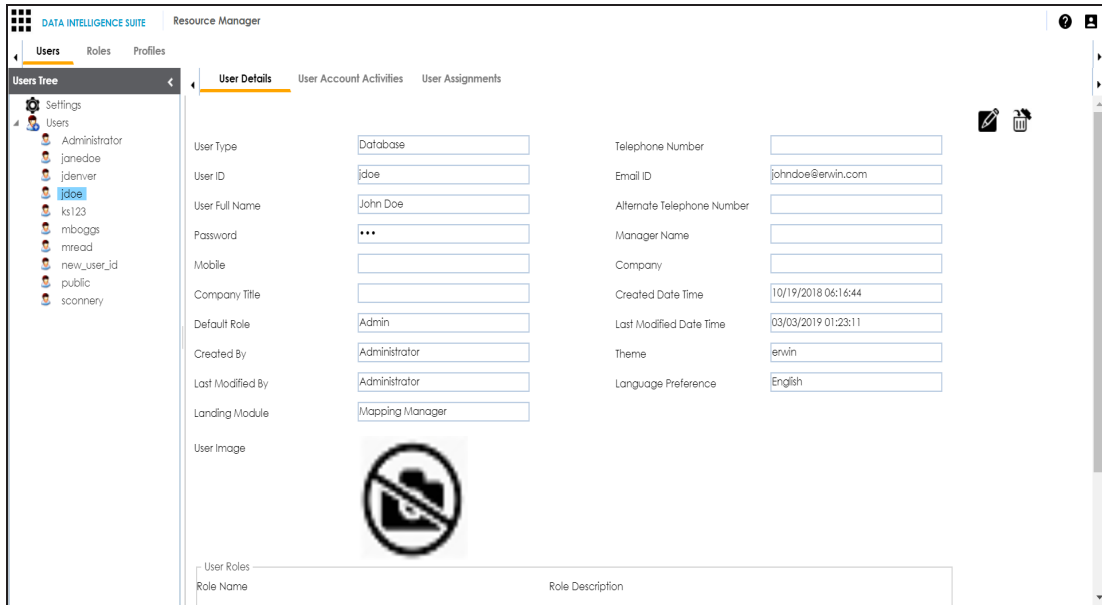 DATA INTELLIGENCE SUITE Resource Manager
Users Roles Profiles
Users Tree
Settings
Users
Administrator
janedoe
jdenver
jdoe
ks123
mboggs
mread
new_user_id
public
sconnery
User Details User Account Activities User Assignments
User Type Database Telephone Number
User ID jdoe Email ID johndoe@erwin.com
User Full Name John Doe Alternate Telephone Number
Password ••• Manager Name
Mobile Company
Company Title Created Date Time 10/19/2018 06:16:44
Default Role Admin Last Modified Date Time 03/03/2019 01:23:11
Created By Administrator Theme erwin
Last Modified By Administrator Language Preference English
Landing Module Mapping Manager
User Image
User Roles
Role Name Role Description